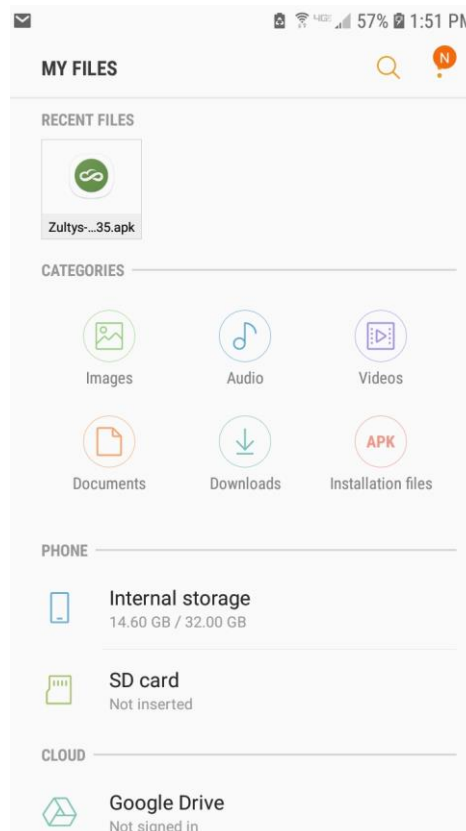 4GE 57% 1:51 PM
MY FILES
N
RECENT FILES
Zultys-...35.apk
CATEGORIES
Images Audio Videos
APK
Documents Downloads Installation files
PHONE
Internal storage
14.60 GB / 32.00 GB
SD card
Not inserted
CLOUD
Google Drive
Not signed in